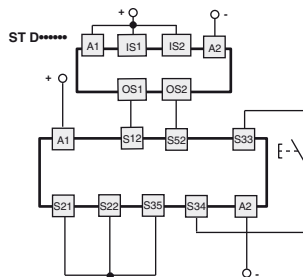 + -
ST D••••••
A1 IS1 IS2 A2
OS1 OS2
+
A1 S12 S52 S33
E
S21 S22 S35 S34 A2
-